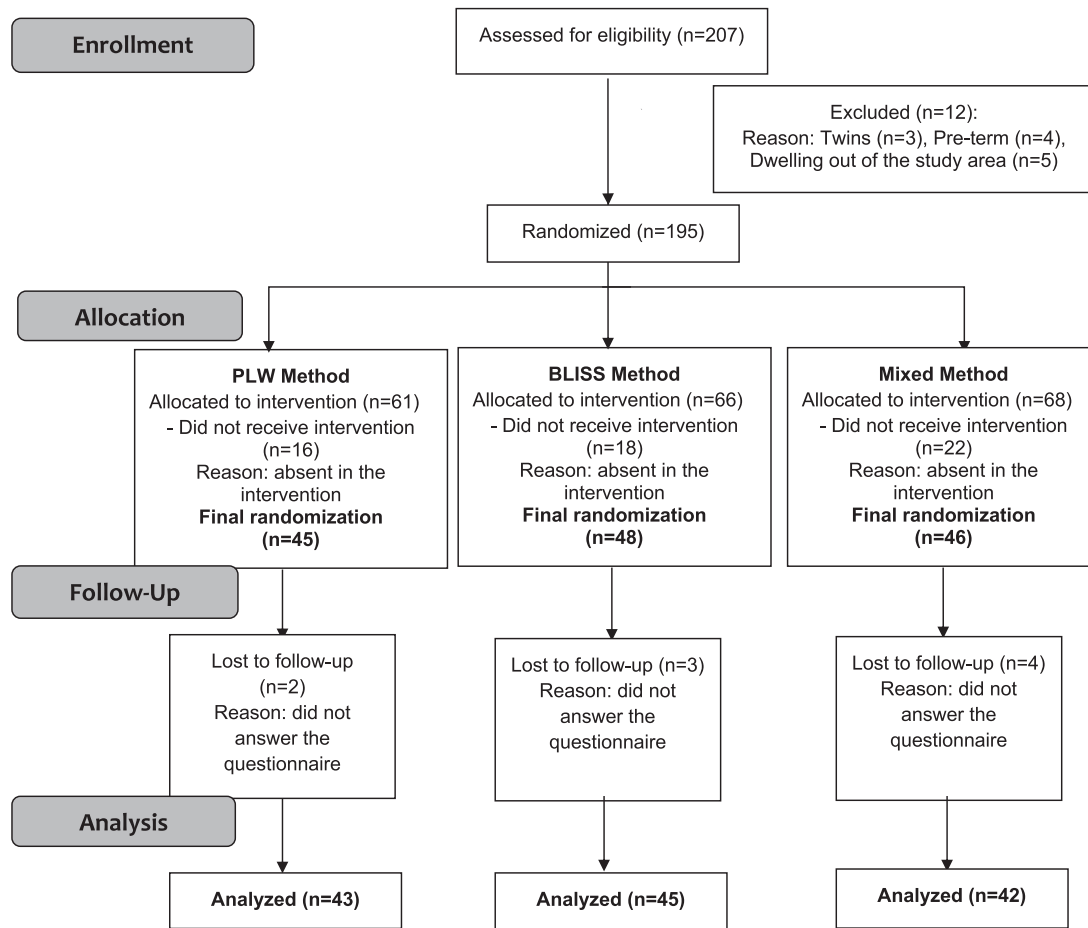 Enrollment
Assessed for eligibility (n=207)
Excluded (n=12):
Reason: Twins (n=3), Pre-term (n=4),
Dwelling out of the study area (n=5)
Randomized (n=195)
Allocation
PLW Method
Allocated to intervention (n=61)
- Did not receive intervention
(n=16)
Reason: absent in the
intervention
Final randomization
(n=45)
BLISS Method
Allocated to intervention (n=66)
- Did not receive intervention
(n=18)
Reason: absent in the
intervention
Final randomization
(n=48)
Mixed Method
Allocated to intervention (n=68)
- Did not receive intervention
(n=22)
Reason: absent in the
intervention
Final randomization
(n=46)
Follow-Up
Lost to follow-up
(n=2)
Reason: did not
answer the
questionnaire
Lost to follow-up (n=3)
Reason: did not
answer the
questionnaire
Lost to follow-up (n=4)
Reason: did not
answer the
questionnaire
Analysis
Analyzed (n=43)
Analyzed (n=45)
Analyzed (n=42)